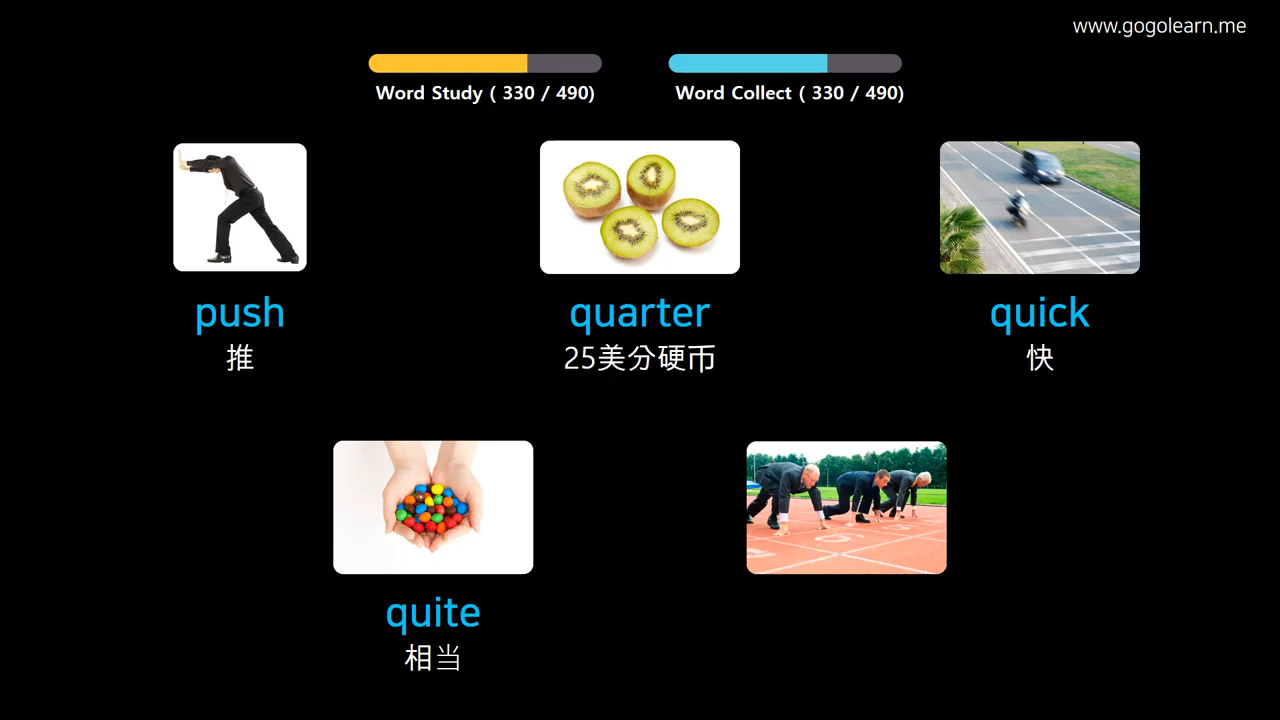 www.gogolearn.me
Word Study ( 330 / 490)
Word Collect ( 330 / 490)
push
推
quarter
25美分硬币
quick
快
quite
相当